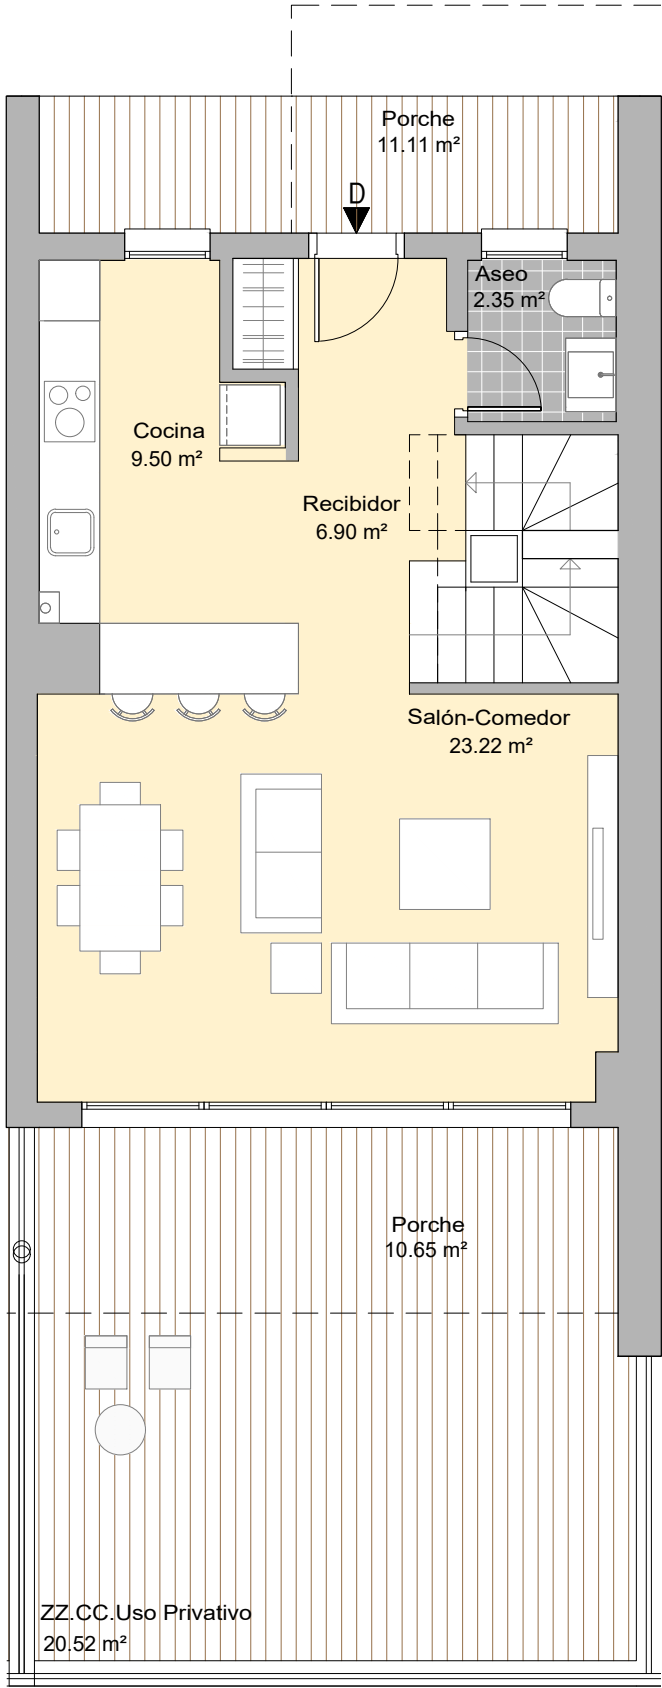 Porche
11.11 m²
D
Aseo
2.35 m²
Cocina
9.50 m²
Recibidor
6.90 m²
Salón-Comedor
23.22 m²
Porche
10.65 m²
ZZ.CC.Uso Privativo
20.52 m²